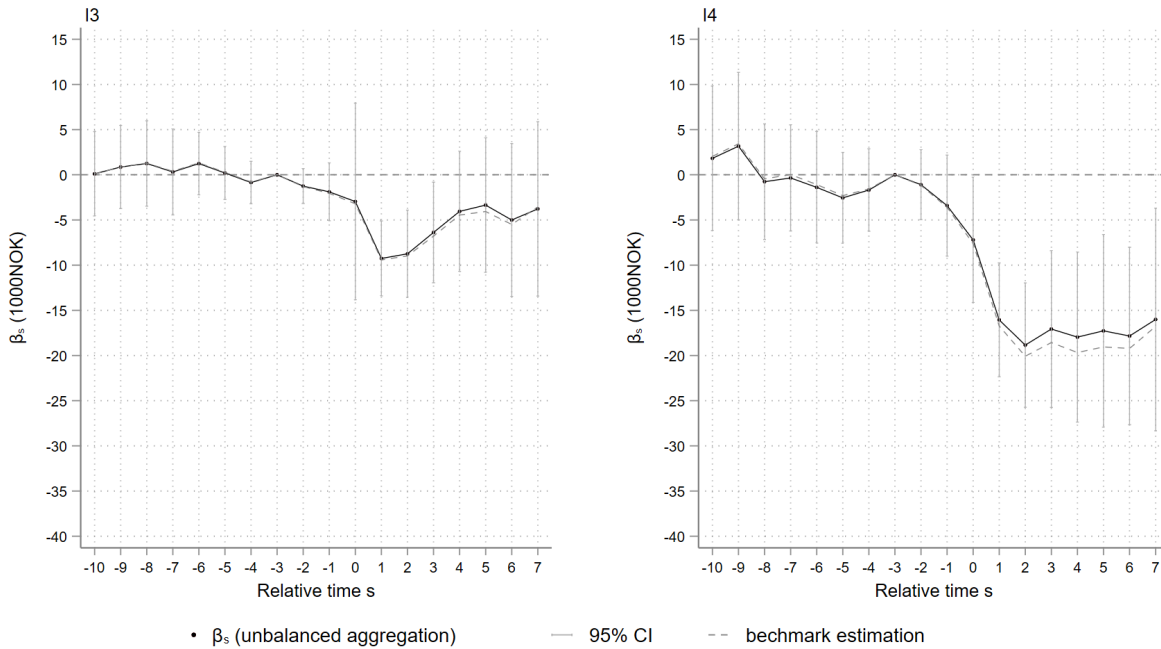 I3
15
10
5
0
-5
-10
-15
-20
-25
-30
-35
-40
βₛ (1000NOK)
-10 -9 -8 -7 -6 -5 -4 -3 -2 -1 0 1 2 3 4 5 6 7
Relative time s
I4
15
10
5
0
-5
-10
-15
-20
-25
-30
-35
-40
βₛ (1000NOK)
-10 -9 -8 -7 -6 -5 -4 -3 -2 -1 0 1 2 3 4 5 6 7
Relative time s
βₛ (unbalanced aggregation) 95% CI bechmark estimation